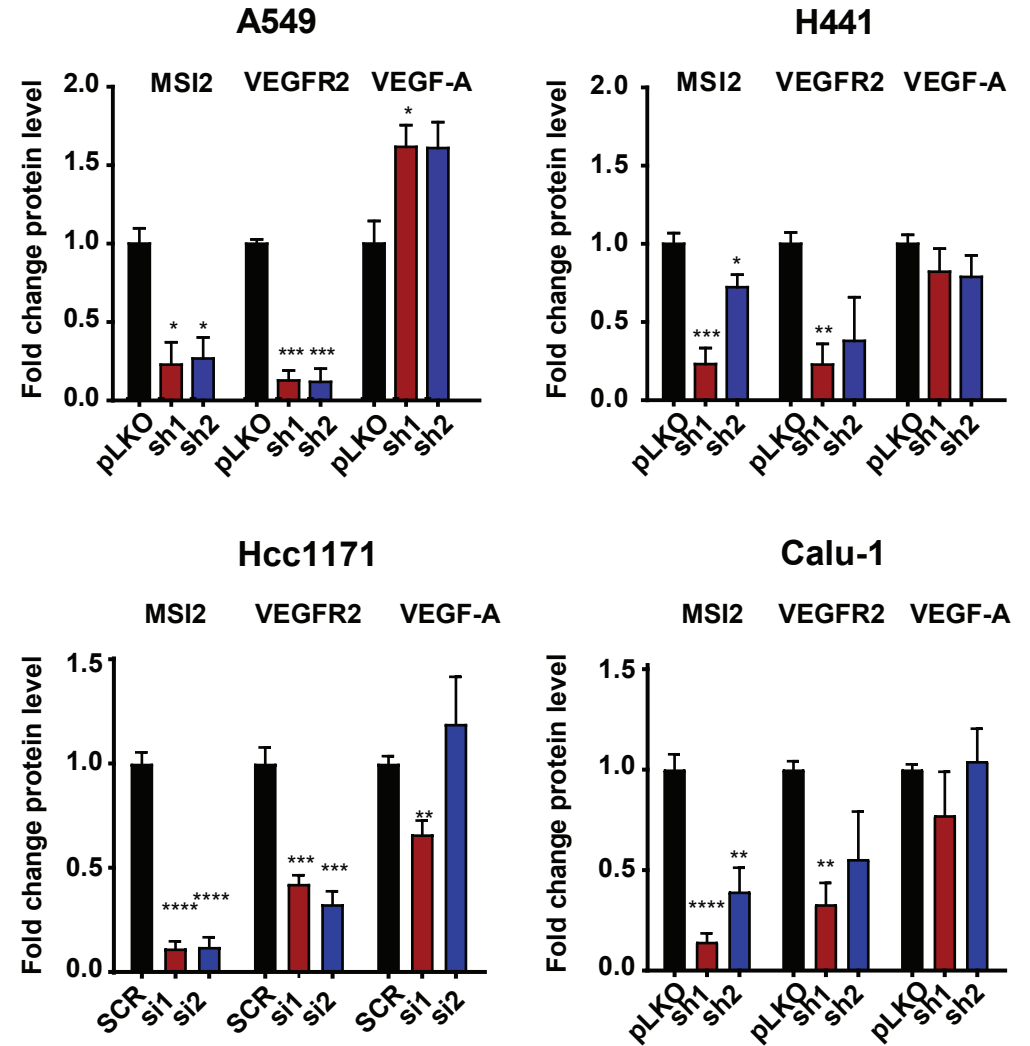 A549
MSI2 VEGFR2 VEGF-A
Fold change protein level
2.0
1.5
1.0
0.5
0.0
* * *** *** *
pLKO sh1 sh2 pLKO sh1 sh2 pLKO sh1 sh2
H441
MSI2 VEGFR2 VEGF-A
Fold change protein level
2.0
1.5
1.0
0.5
0.0
*** * **
pLKO sh1 sh2 pLKO sh1 sh2 pLKO sh1 sh2
Hcc1171
MSI2 VEGFR2 VEGF-A
Fold change protein level
1.5
1.0
0.5
0.0
**** **** *** *** **
SCR si1 si2 SCR si1 si2 SCR si1 si2
Calu-1
MSI2 VEGFR2 VEGF-A
Fold change protein level
1.5
1.0
0.5
0.0
**** ** **
pLKO sh1 sh2 pLKO sh1 sh2 pLKO sh1 sh2